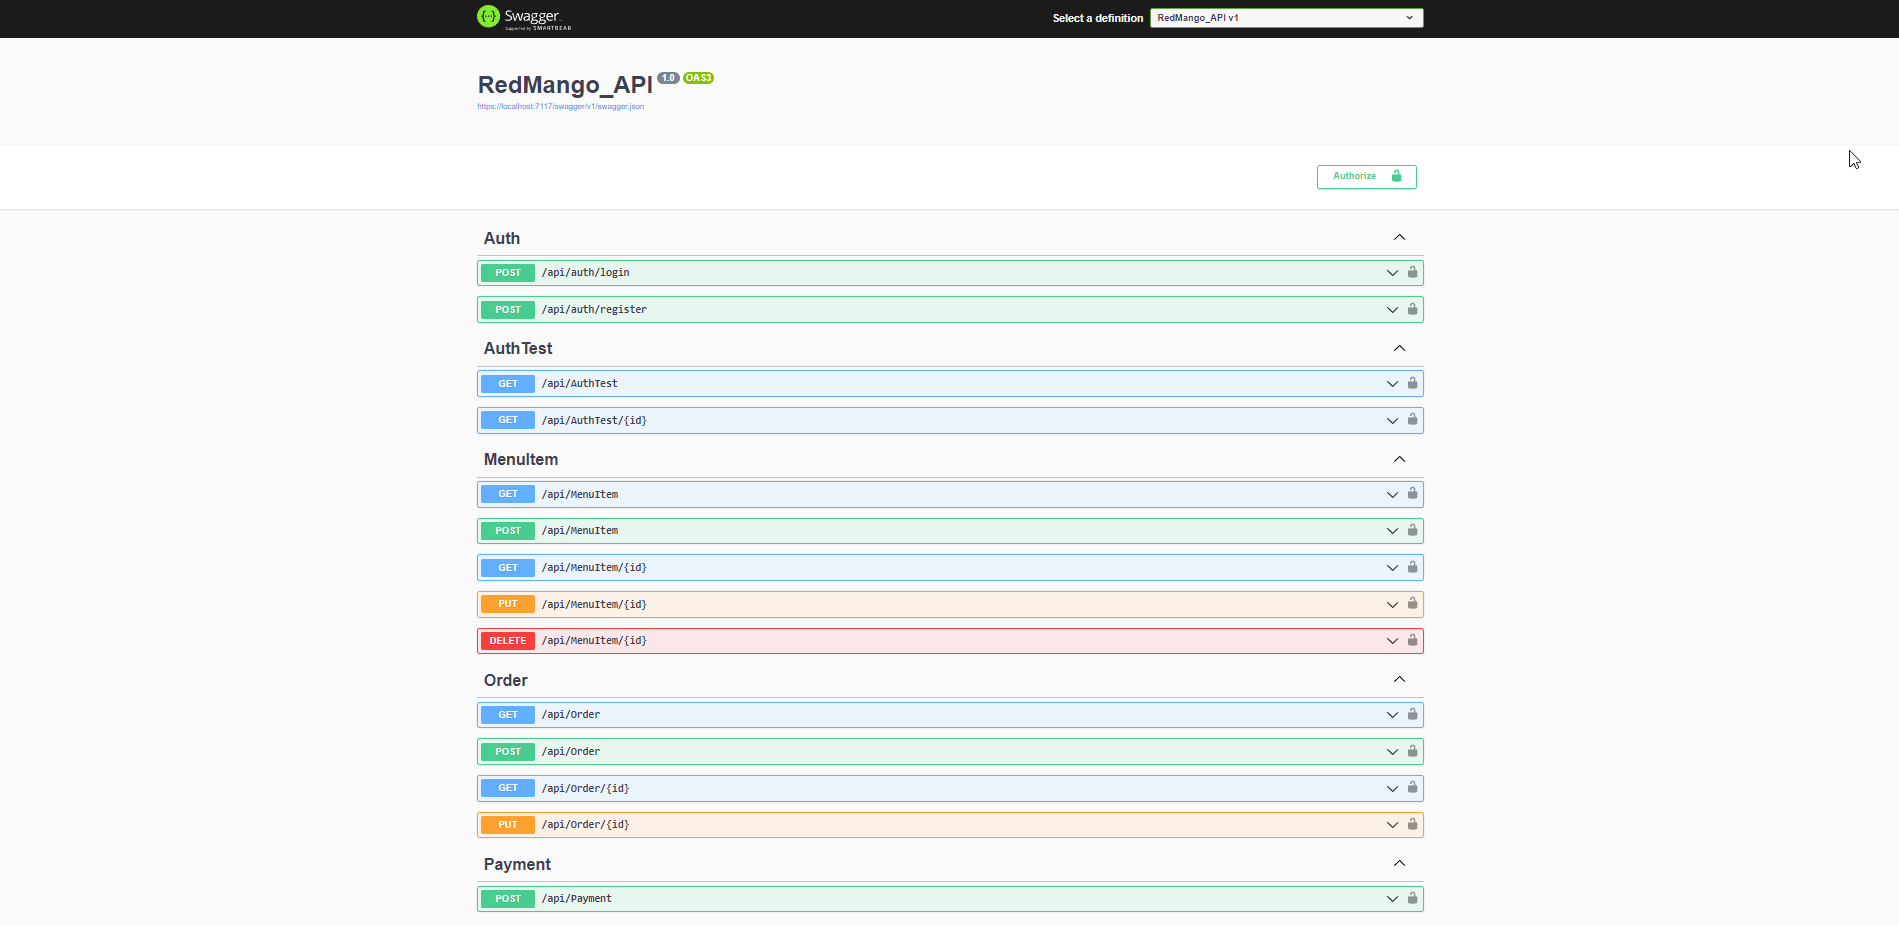 Swagger
Supported by SMARTBEAR
Select a definition
RedMango_API v1
RedMango_API 1.0 OAS3
https://localhost:7117/swagger/v1/swagger.json
Authorize
Auth
POST /api/auth/login
POST /api/auth/register
AuthTest
GET /api/AuthTest
GET /api/AuthTest/{id}
MenuItem
GET /api/MenuItem
POST /api/MenuItem
GET /api/MenuItem/{id}
PUT /api/MenuItem/{id}
DELETE /api/MenuItem/{id}
Order
GET /api/Order
POST /api/Order
GET /api/Order/{id}
PUT /api/Order/{id}
Payment
POST /api/Payment